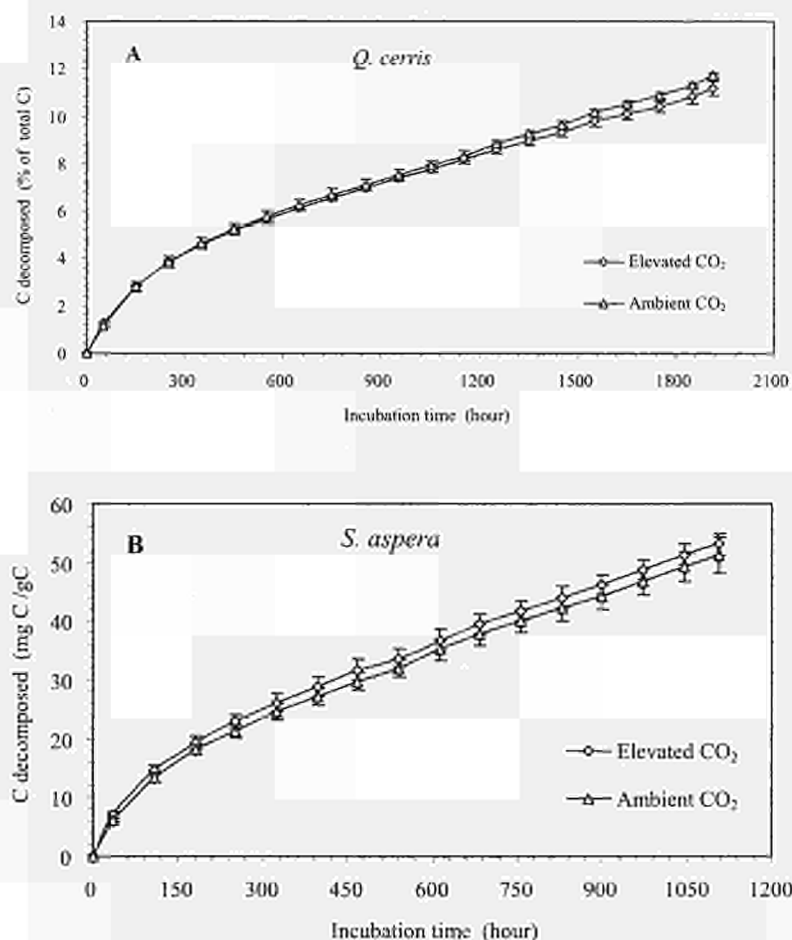 14
A
Q. cerris
12
10
8
6
4
2
0
C decomposed (% of total C)
Elevated CO₂
Ambient CO₂
0 300 600 900 1200 1500 1800 2100
Incubation time (hour)
60
B
S. aspera
50
40
30
20
10
0
C decomposed (mg C /gC
Elevated CO₂
Ambient CO₂
0 150 300 450 600 750 900 1050 1200
Incubation time (hour)